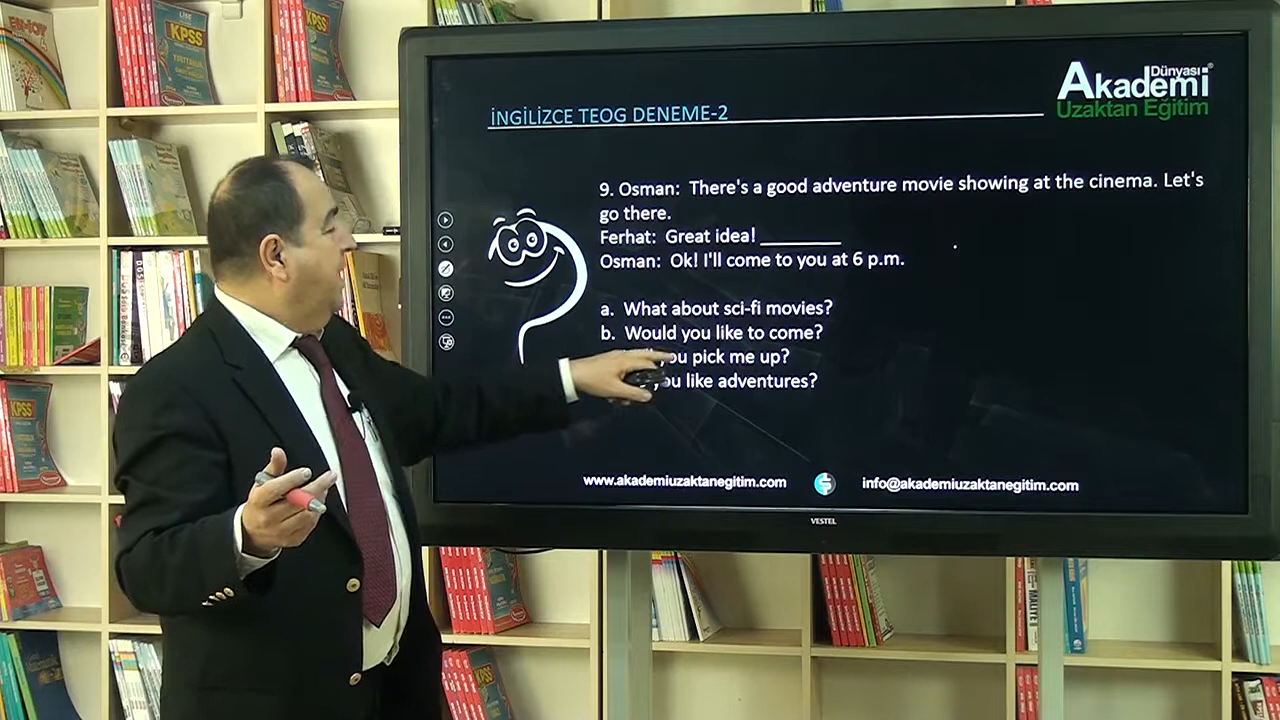 Dünyası
Akademi
Uzaktan Eğitim
İNGİLİZCE TEOG DENEME-2
9. Osman: There's a good adventure movie showing at the cinema. Let's
go there.
Ferhat: Great idea! ________
Osman: Ok! I'll come to you at 6 p.m.
a. What about sci-fi movies?
b. Would you like to come?
you pick me up?
you like adventures?
www.akademiuzaktanegitim.com
info@akademiuzaktanegitim.com
VESTEL
KPSS
KPSS
KPSS